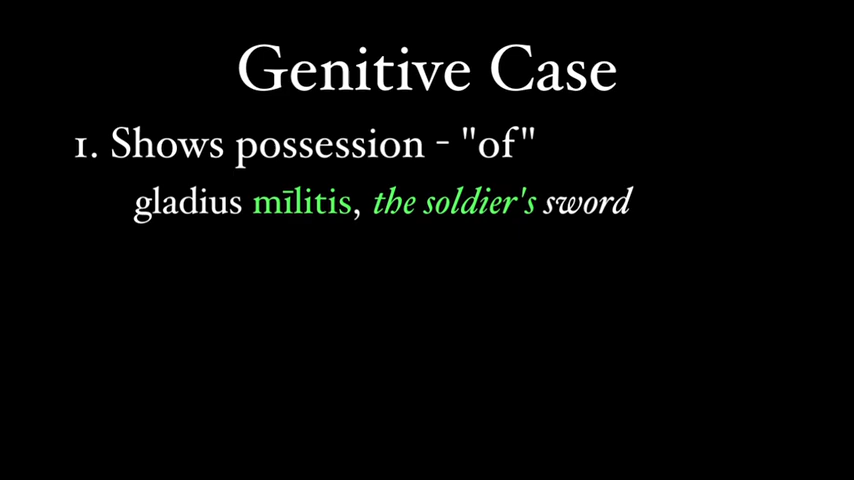 Genitive Case
1. Shows possession - "of"
gladius mīlitis, the soldier's sword